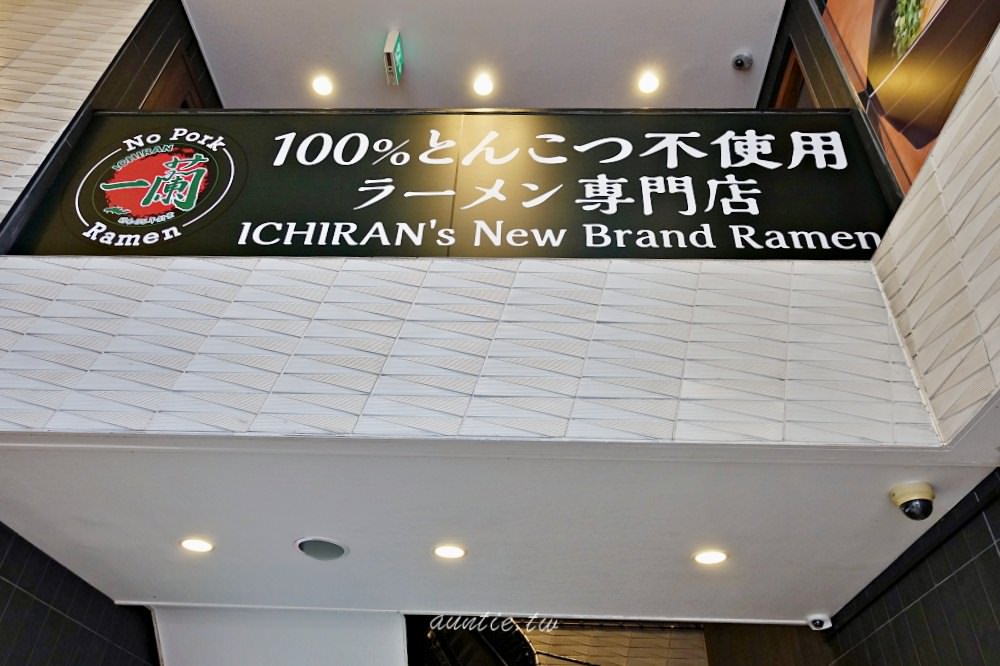 No Pork
ICHIRAN
一蘭
Ramen
100%とんこつ不使用
ラーメン専門店
ICHIRAN's New Brand Ramen
auntie.tw